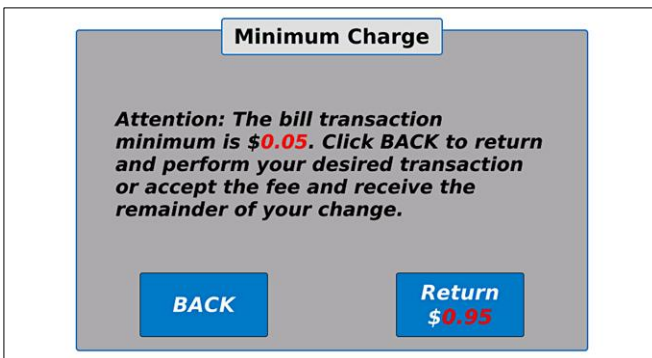 Minimum Charge
Attention: The bill transaction
minimum is $0.05. Click BACK to return
and perform your desired transaction
or accept the fee and receive the
remainder of your change.
BACK
Return
$0.95